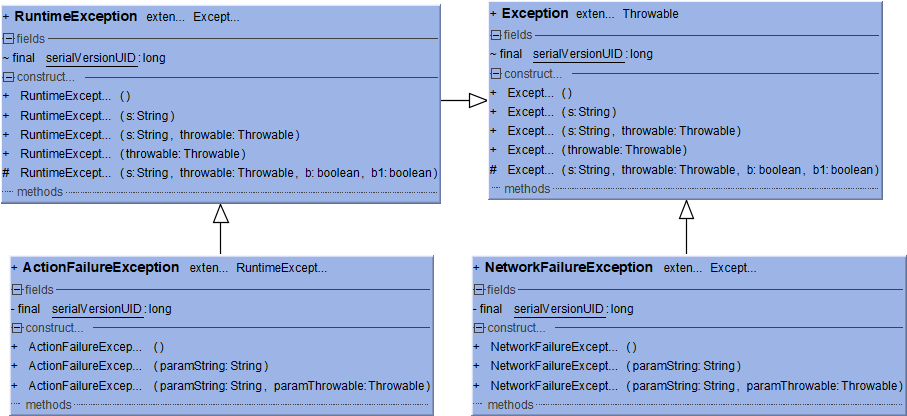 + RuntimeException exten... Except...
fields
~ final serialVersionUID:long
construct...
+ RuntimeExcept... ()
+ RuntimeExcept... (s:String)
+ RuntimeExcept... (s:String, throwable:Throwable)
+ RuntimeExcept... (throwable:Throwable)
# RuntimeExcept... (s:String, throwable:Throwable, b:boolean, b1:boolean)
methods
+ Exception exten... Throwable
fields
~ final serialVersionUID:long
construct...
+ Except... ()
+ Except... (s:String)
+ Except... (s:String, throwable:Throwable)
+ Except... (throwable:Throwable)
# Except... (s:String, throwable:Throwable, b:boolean, b1:boolean)
methods
+ ActionFailureException exten... RuntimeExcept...
fields
- final serialVersionUID:long
construct...
+ ActionFailureExcep... ()
+ ActionFailureExcep... (paramString:String)
+ ActionFailureExcep... (paramString:String, paramThrowable:Throwable)
methods
+ NetworkFailureException exten... Except...
fields
- final serialVersionUID:long
construct...
+ NetworkFailureExcept... ()
+ NetworkFailureExcept... (paramString:String)
+ NetworkFailureExcept... (paramString:String, paramThrowable:Throwable)
methods